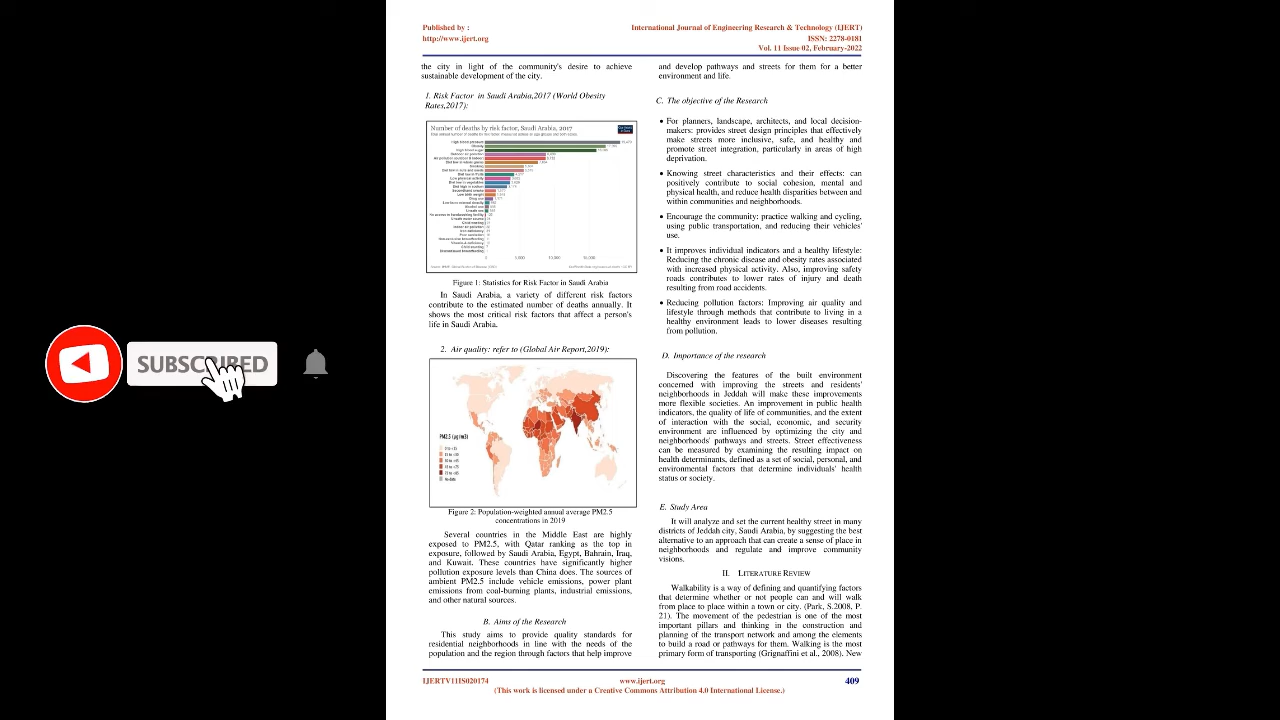 Published by :
http://www.ijert.org
International Journal of Engineering Research & Technology (IJERT)
ISSN: 2278-0181
Vol. 11 Issue 02, February-2022
the city in light of the community's desire to achieve
sustainable development of the city.
1. Risk Factor in Saudi Arabia,2017 (World Obesity
Rates,2017):
Number of deaths by risk factor, Saudi Arabia, 2017
High blood pressure
Obesity
High blood sugar
Smoking
Drug use
0
5,000
10,000
15,000
Figure 1: Statistics for Risk Factor in Saudi Arabia
In Saudi Arabia, a variety of different risk factors
contribute to the estimated number of deaths annually. It
shows the most critical risk factors that affect a person's
life in Saudi Arabia.
2. Air quality: refer to (Global Air Report,2019):
PM2.5 (µg/m3)
No data
Figure 2: Population-weighted annual average PM2.5
concentrations in 2019
Several countries in the Middle East are highly
exposed to PM2.5, with Qatar ranking as the top in
exposure, followed by Saudi Arabia, Egypt, Bahrain, Iraq,
and Kuwait. These countries have significantly higher
pollution exposure levels than China does. The sources of
ambient PM2.5 include vehicle emissions, power plant
emissions from coal-burning plants, industrial emissions,
and other natural sources.
B. Aims of the Research
This study aims to provide quality standards for
residential neighborhoods in line with the needs of the
population and the region through factors that help improve
and develop pathways and streets for them for a better
environment and life.
C. The objective of the Research
• For planners, landscape, architects, and local decision-
makers: provides street design principles that effectively
make streets more inclusive, safe, and healthy and
promote street integration, particularly in areas of high
deprivation.
• Knowing street characteristics and their effects: can
positively contribute to social cohesion, mental and
physical health, and reduce health disparities between and
within communities and neighborhoods.
• Encourage the community: practice walking and cycling,
using public transportation, and reducing their vehicles'
use.
• It improves individual indicators and a healthy lifestyle:
Reducing the chronic disease and obesity rates associated
with increased physical activity. Also, improving safety
roads contributes to lower rates of injury and death
resulting from road accidents.
• Reducing pollution factors: Improving air quality and
lifestyle through methods that contribute to living in a
healthy environment leads to lower diseases resulting
from pollution.
D. Importance of the research
Discovering the features of the built environment
concerned with improving the streets and residents'
neighborhoods in Jeddah will make these improvements
more flexible societies. An improvement in public health
indicators, the quality of life of communities, and the extent
of interaction with the social, economic, and security
environment are influenced by optimizing the city and
neighborhoods' pathways and streets. Street effectiveness
can be measured by examining the resulting impact on
health determinants, defined as a set of social, personal, and
environmental factors that determine individuals' health
status or society.
E. Study Area
It will analyze and set the current healthy street in many
districts of Jeddah city, Saudi Arabia, by suggesting the best
alternative to an approach that can create a sense of place in
neighborhoods and regulate and improve community
visions.
II. LITERATURE REVIEW
Walkability is a way of defining and quantifying factors
that determine whether or not people can and will walk
from place to place within a town or city. (Park, S.2008, P.
21). The movement of the pedestrian is one of the most
important pillars and thinking in the construction and
planning of the transport network and among the elements
to build a road or pathways for them. Walking is the most
primary form of transporting (Grignaffini et al., 2008). New
IJERTV11IS020174
www.ijert.org
409
(This work is licensed under a Creative Commons Attribution 4.0 International License.)
SUBSCRIBED